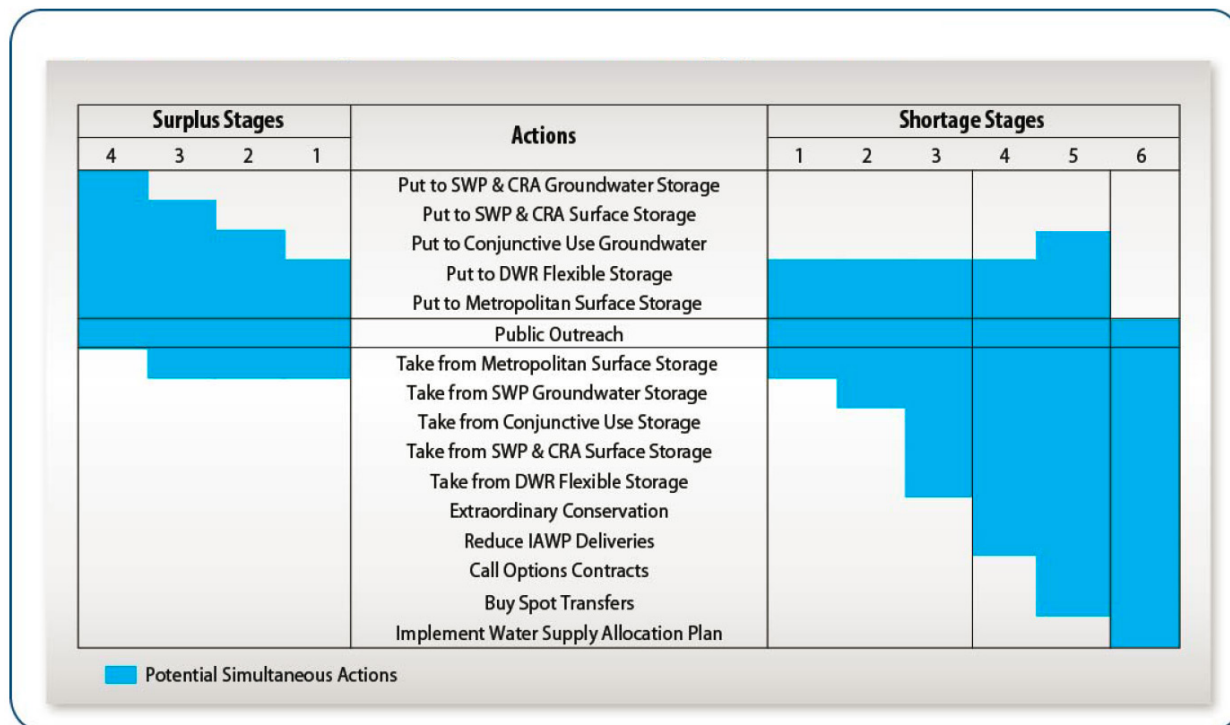 Surplus Stages Actions Shortage Stages
4 3 2 1 1 2 3 4 5 6
Put to SWP & CRA Groundwater Storage
Put to SWP & CRA Surface Storage
Put to Conjunctive Use Groundwater
Put to DWR Flexible Storage
Put to Metropolitan Surface Storage
Public Outreach
Take from Metropolitan Surface Storage
Take from SWP Groundwater Storage
Take from Conjunctive Use Storage
Take from SWP & CRA Surface Storage
Take from DWR Flexible Storage
Extraordinary Conservation
Reduce IAWP Deliveries
Call Options Contracts
Buy Spot Transfers
Implement Water Supply Allocation Plan
Potential Simultaneous Actions